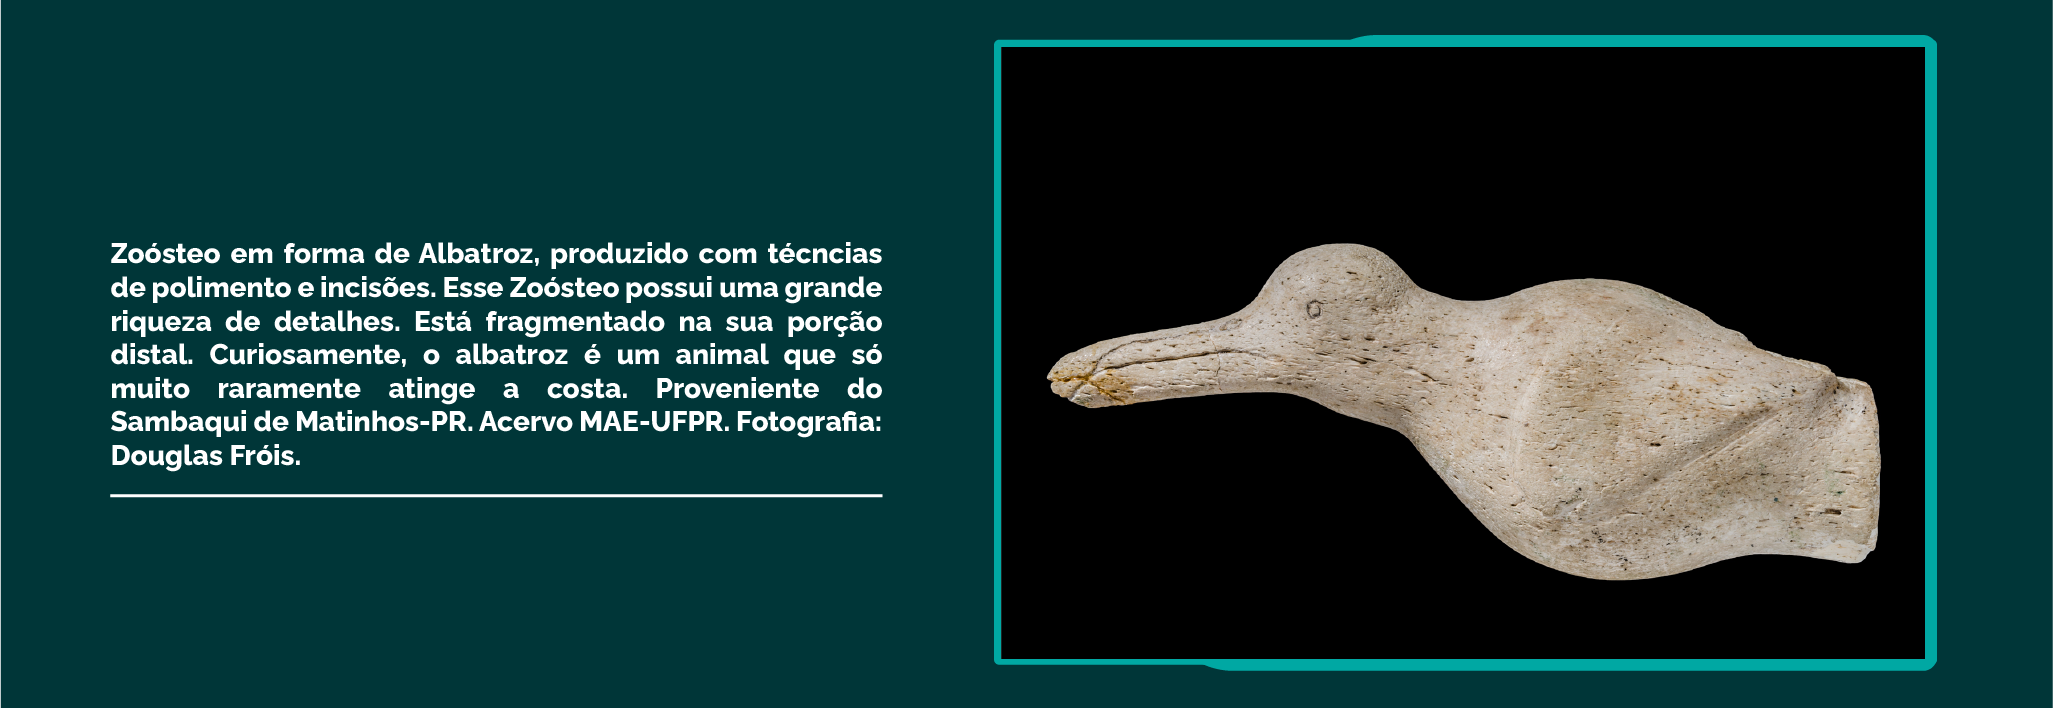 Zoósteo em forma de Albatroz, produzido com técncias
de polimento e incisões. Esse Zoósteo possui uma grande
riqueza de detalhes. Está fragmentado na sua porção
distal. Curiosamente, o albatroz é um animal que só
muito raramente atinge a costa. Proveniente do
Sambaqui de Matinhos-PR. Acervo MAE-UFPR. Fotografia:
Douglas Fróis.